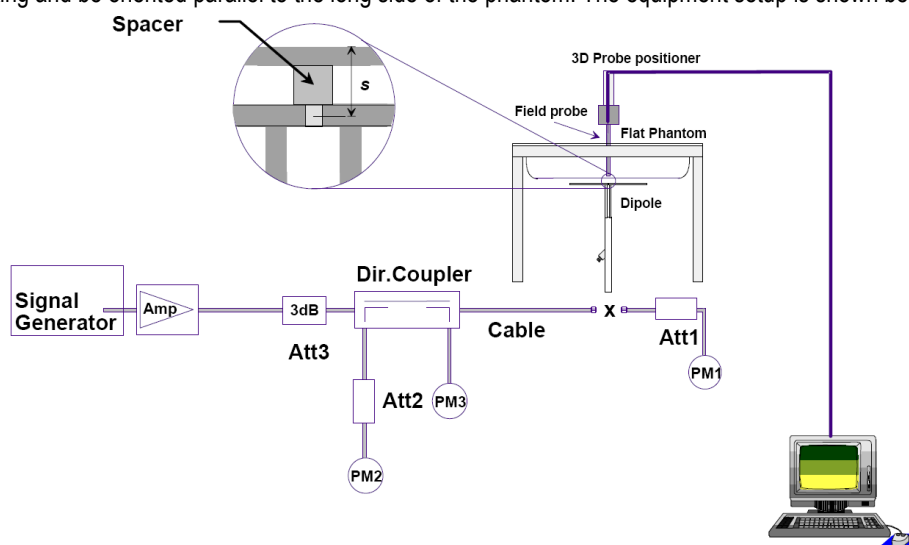 ing and be oriented parallel to the long side of the phantom. The equipment setup is shown be
Spacer
s
3D Probe positioner
Field probe
Flat Phantom
Dipole
Signal
Generator
Amp
3dB
Att3
Dir.Coupler
Cable
X
Att1
PM1
Att2
PM3
PM2